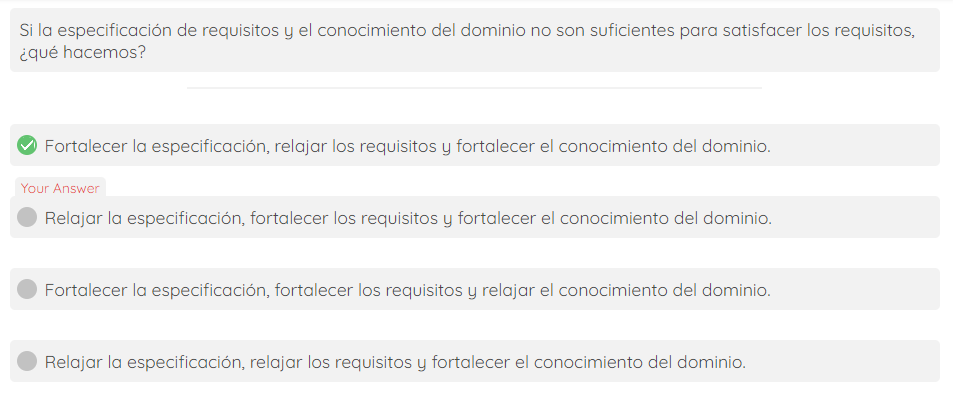 Si la especificación de requisitos y el conocimiento del dominio no son suficientes para satisfacer los requisitos,
¿qué hacemos?
Fortalecer la especificación, relajar los requisitos y fortalecer el conocimiento del dominio.
Your Answer
Relajar la especificación, fortalecer los requisitos y fortalecer el conocimiento del dominio.
Fortalecer la especificación, fortalecer los requisitos y relajar el conocimiento del dominio.
Relajar la especificación, relajar los requisitos y fortalecer el conocimiento del dominio.